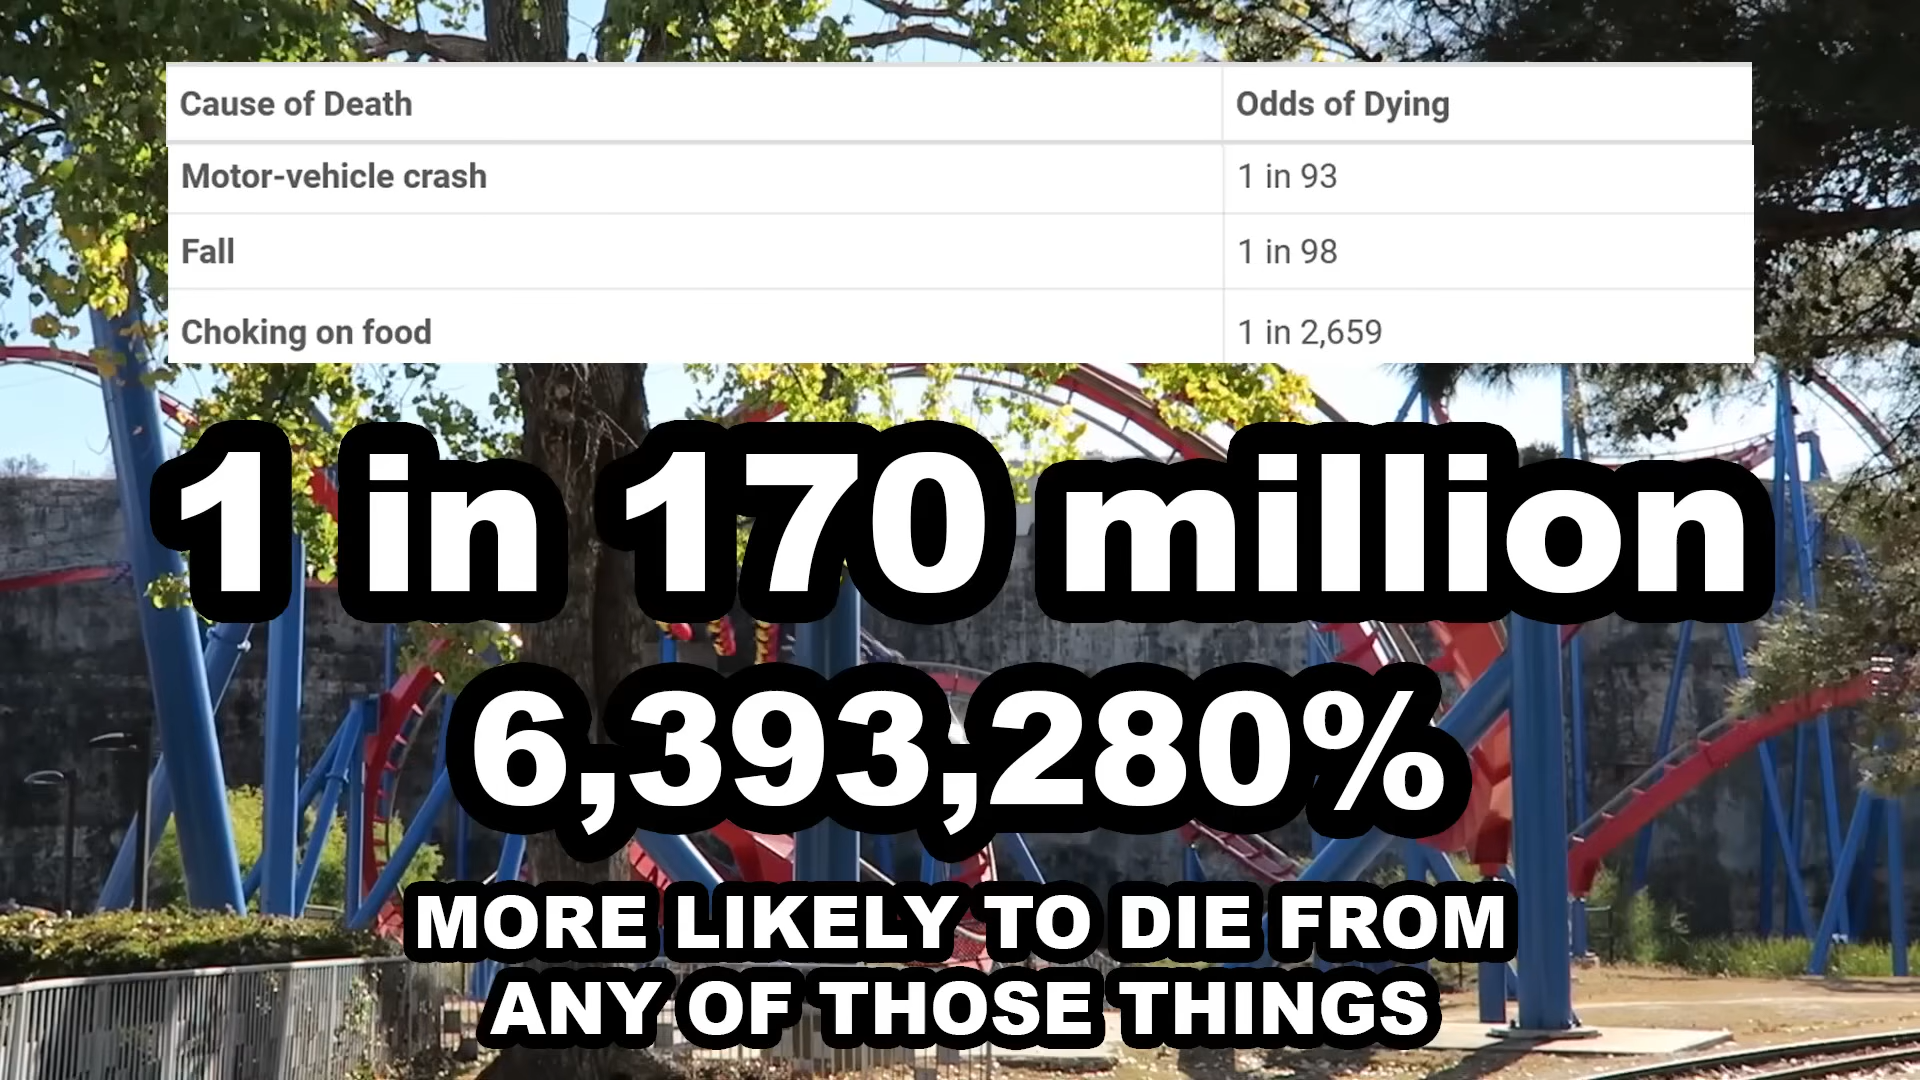 Cause of Death Odds of Dying
Motor-vehicle crash 1 in 93
Fall 1 in 98
Choking on food 1 in 2,659
1 in 170 million
6,393,280%
MORE LIKELY TO DIE FROM
ANY OF THOSE THINGS